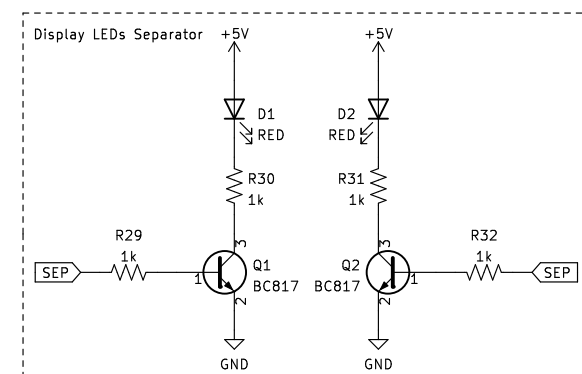 Display LEDs Separator
+5V
+5V
D1
RED
D2
RED
R30
1k
R31
1k
R29
1k
R32
1k
SEP
SEP
3
1
2
Q1
BC817
3
1
2
Q2
BC817
GND
GND